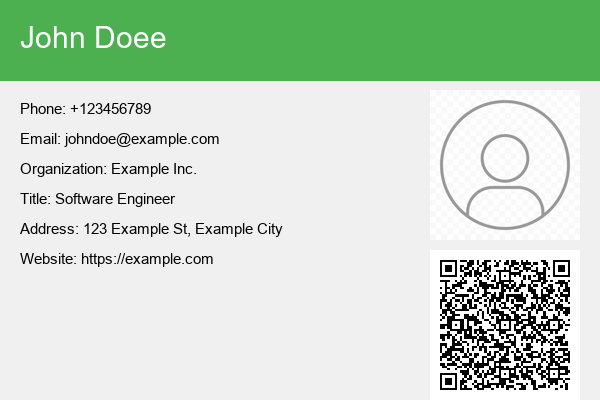 John Doee
Phone: +123456789
Email: johndoe@example.com
Organization: Example Inc.
Title: Software Engineer
Address: 123 Example St, Example City
Website: https://example.com